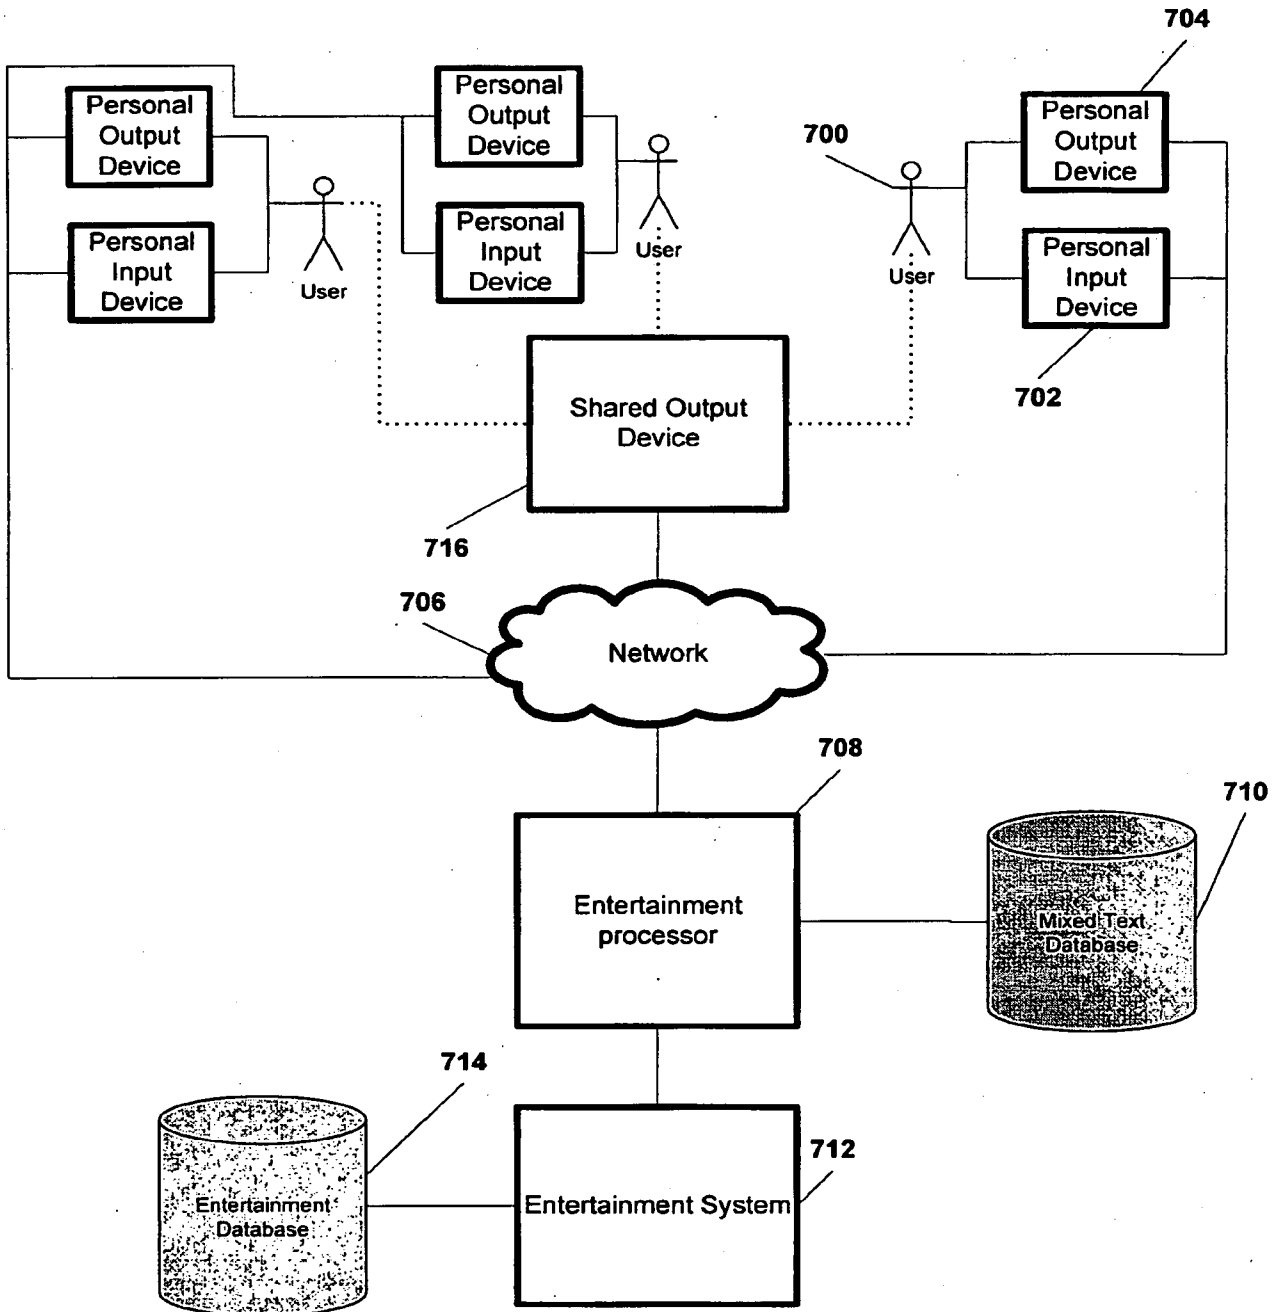 704
Personal
Output
Device
Personal
Output
Device
700
Personal
Output
Device
User
User
User
Personal
Input
Device
Personal
Input
Device
Personal
Input
Device
702
Shared Output
Device
716
706
Network
708
710
Entertainment
processor
Mixed Text
Database
714
712
Entertainment System
Entertainment
Database